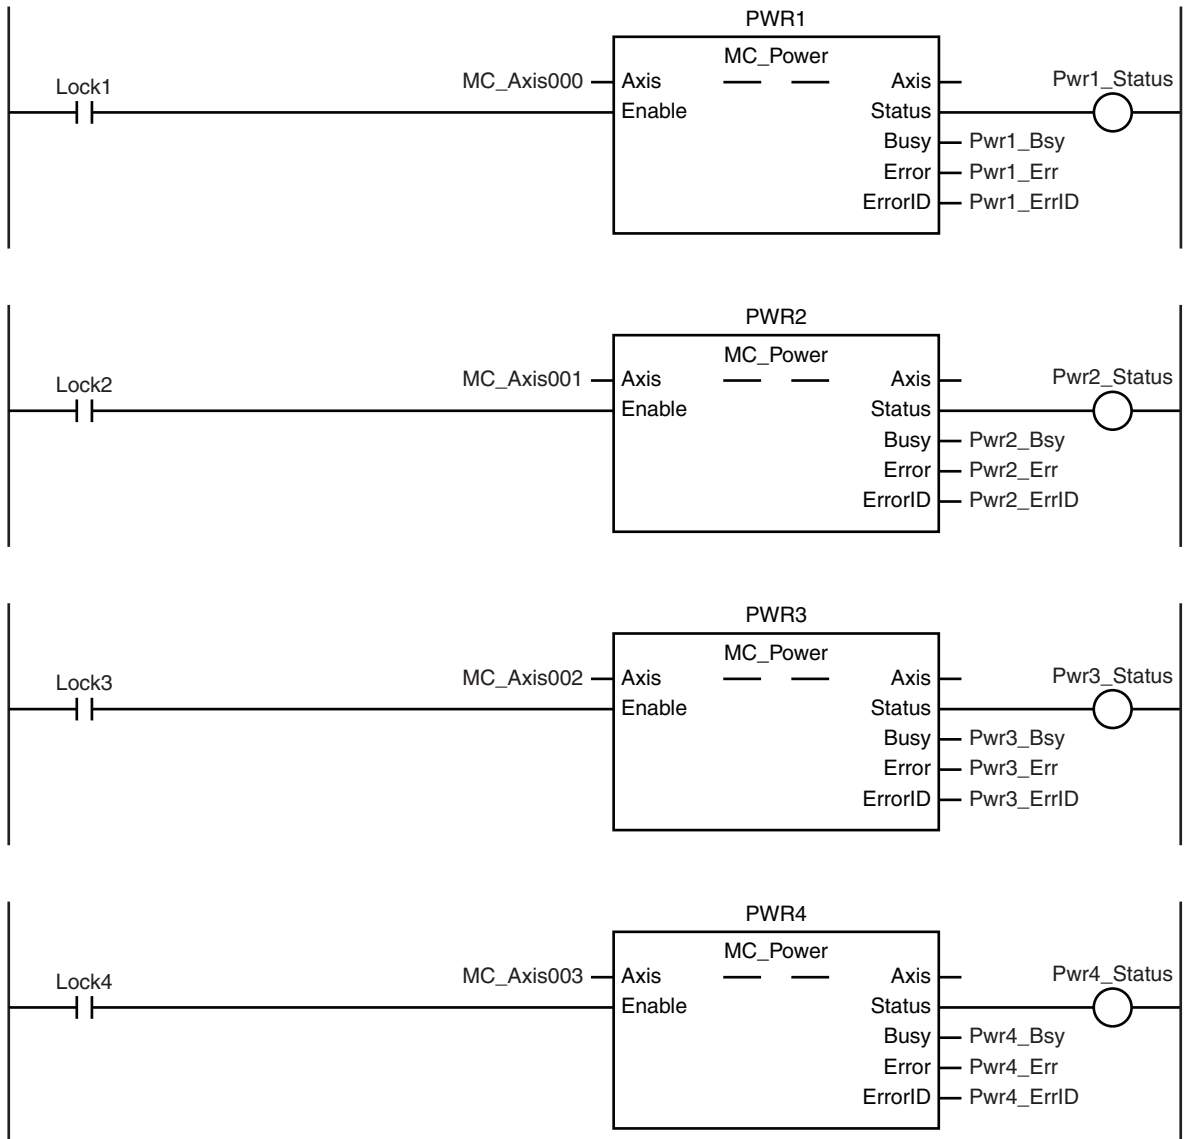 PWR1
MC_Power
Lock1
MC_Axis000 Axis Axis Pwr1_Status
Enable Status
Busy Pwr1_Bsy
Error Pwr1_Err
ErrorID Pwr1_ErrID
PWR2
MC_Power
Lock2
MC_Axis001 Axis Axis Pwr2_Status
Enable Status
Busy Pwr2_Bsy
Error Pwr2_Err
ErrorID Pwr2_ErrID
PWR3
MC_Power
Lock3
MC_Axis002 Axis Axis Pwr3_Status
Enable Status
Busy Pwr3_Bsy
Error Pwr3_Err
ErrorID Pwr3_ErrID
PWR4
MC_Power
Lock4
MC_Axis003 Axis Axis Pwr4_Status
Enable Status
Busy Pwr4_Bsy
Error Pwr4_Err
ErrorID Pwr4_ErrID